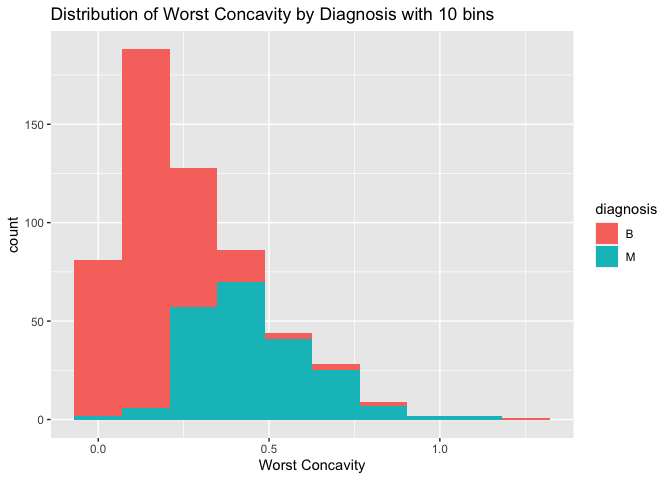 Distribution of Worst Concavity by Diagnosis with 10 bins
150
100
50
0
count
0.0 0.5 1.0
Worst Concavity
diagnosis
B
M